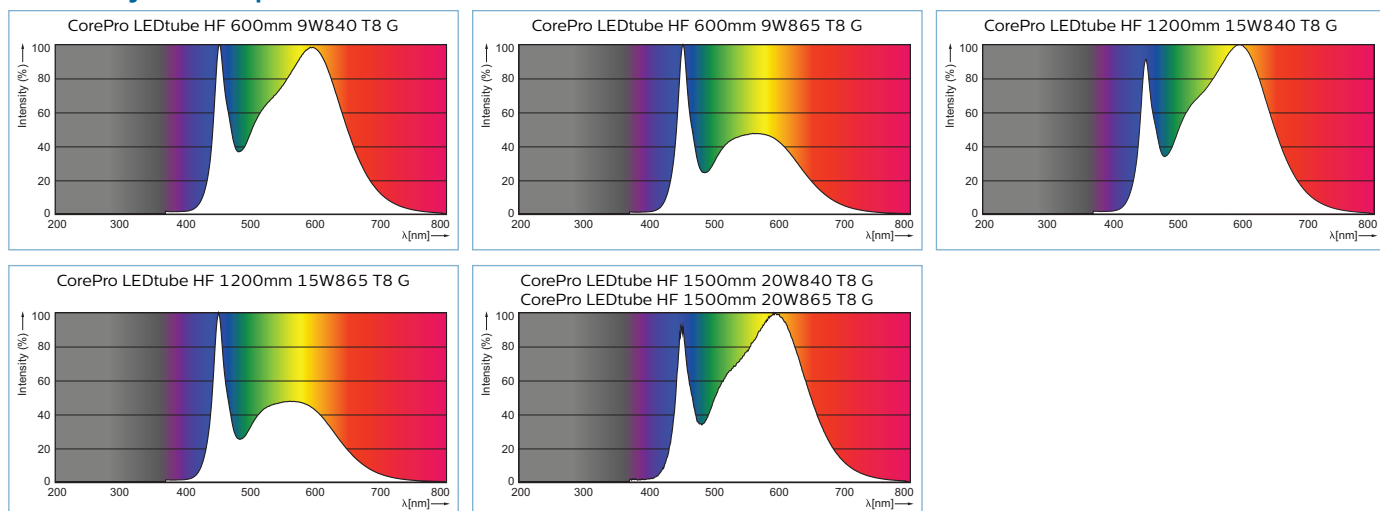 CorePro LEDtube HF 600mm 9W840 T8 G
Intensity (%)
100
80
60
40
20
0
200 300 400 500 600 700 800
λ[nm]
CorePro LEDtube HF 600mm 9W865 T8 G
Intensity (%)
100
80
60
40
20
0
200 300 400 500 600 700 800
λ[nm]
CorePro LEDtube HF 1200mm 15W840 T8 G
Intensity (%)
100
80
60
40
20
0
200 300 400 500 600 700 800
λ[nm]
CorePro LEDtube HF 1200mm 15W865 T8 G
Intensity (%)
100
80
60
40
20
0
200 300 400 500 600 700 800
λ[nm]
CorePro LEDtube HF 1500mm 20W840 T8 G
CorePro LEDtube HF 1500mm 20W865 T8 G
Intensity (%)
100
80
60
40
20
0
200 300 400 500 600 700 800
λ[nm]